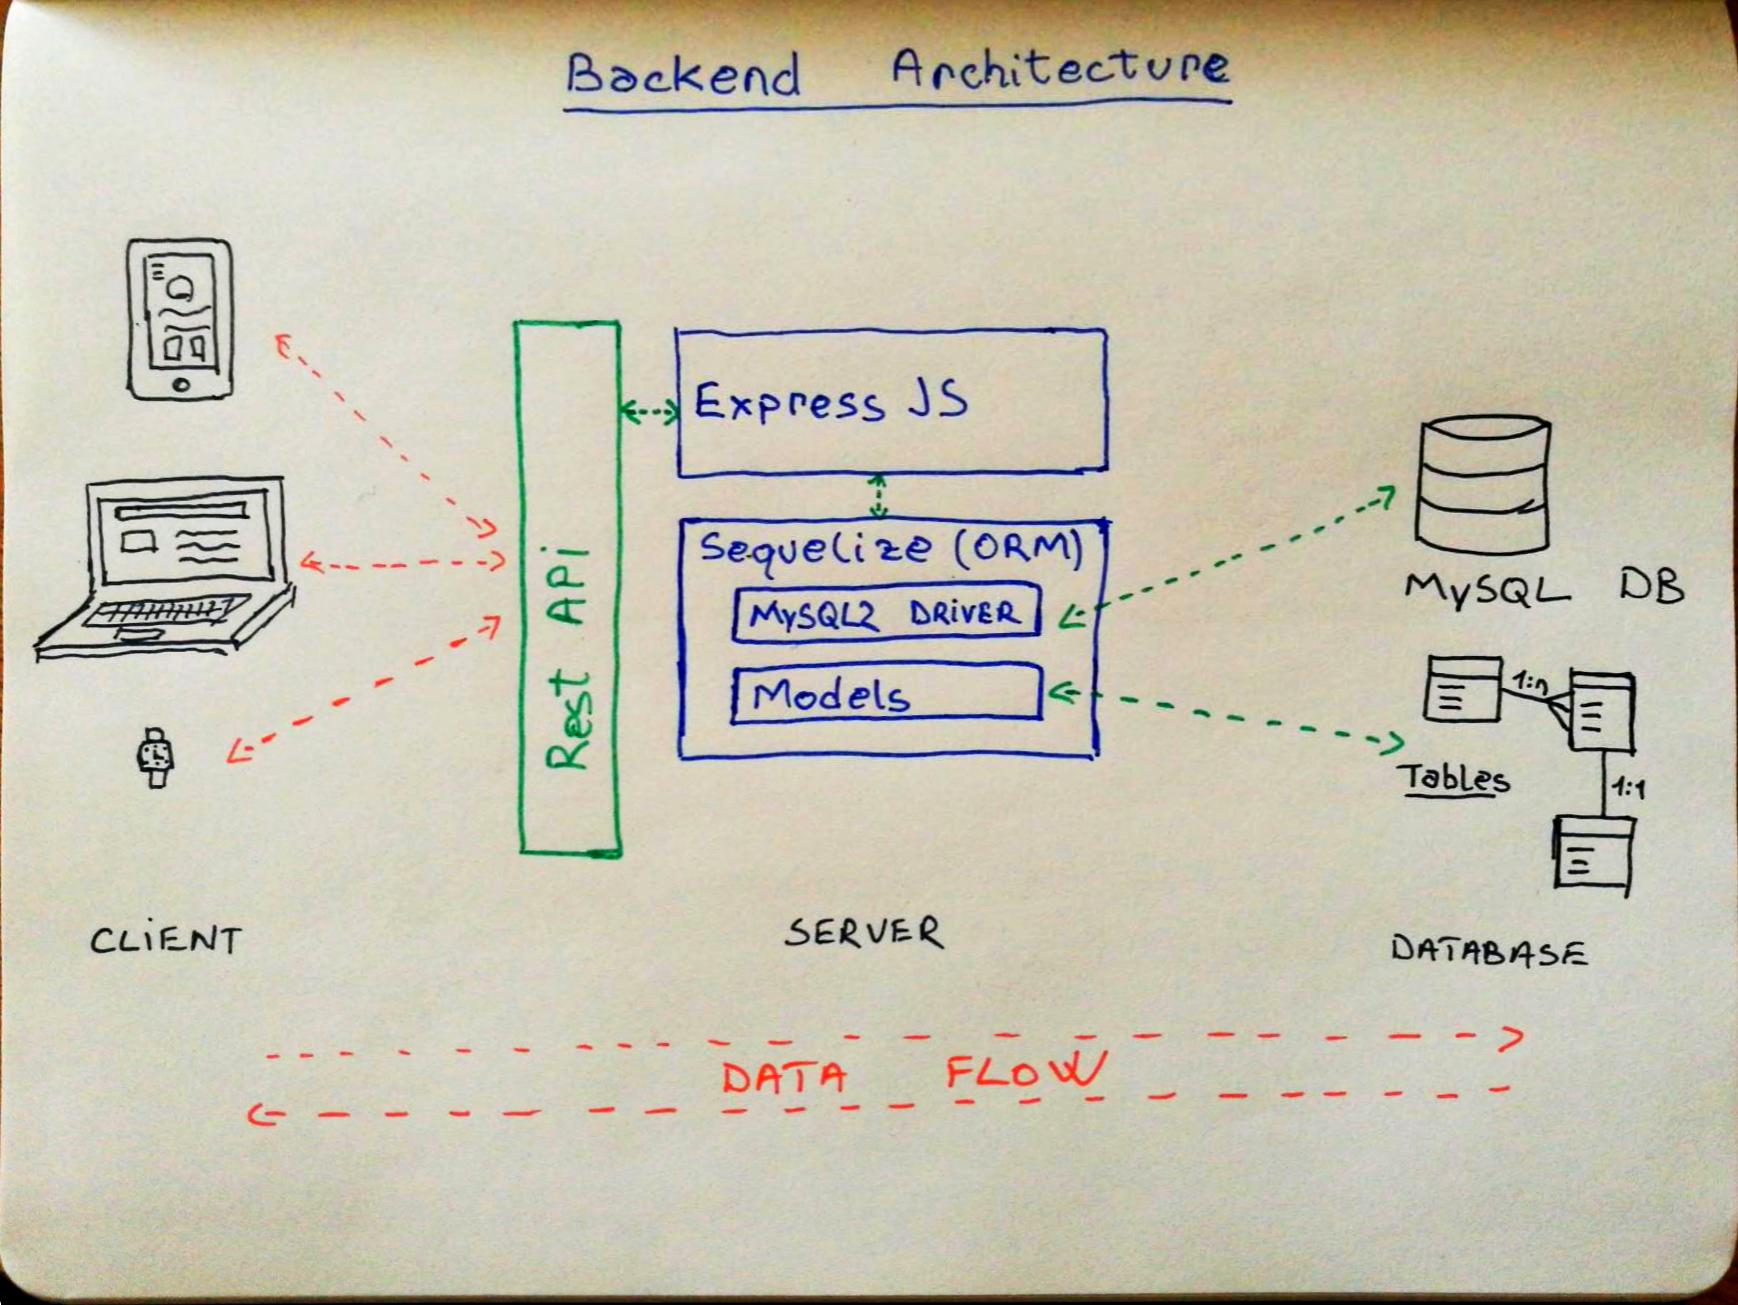 Backend Architecture
Express JS
Rest APi
Sequelize (ORM)
MySQL2 DRiVER
Models
MySQL DB
1:n
Tables
1:1
CLiENT
SERVER
DATABASE
DATA FLOW